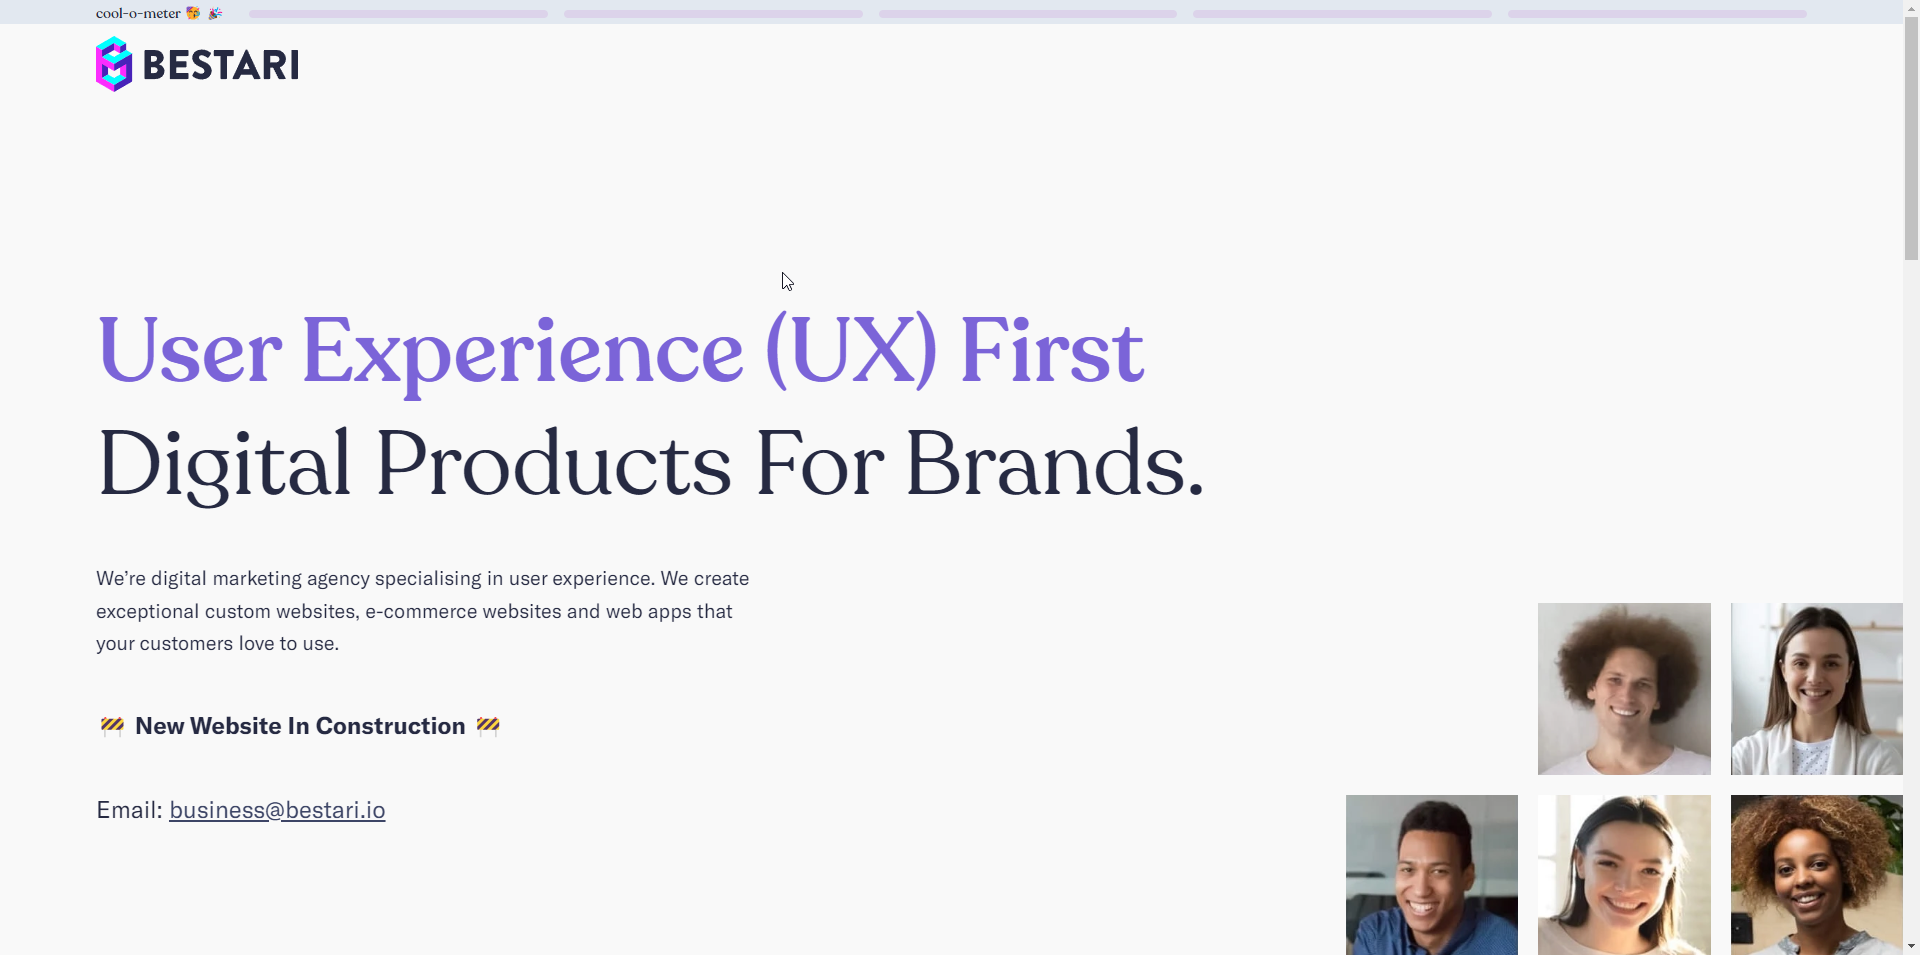 cool-o-meter 🥳 🎉
BESTARI
User Experience (UX) First
Digital Products For Brands.
We’re digital marketing agency specialising in user experience. We create
exceptional custom websites, e-commerce websites and web apps that
your customers love to use.
🚧 New Website In Construction 🚧
Email: business@bestari.io